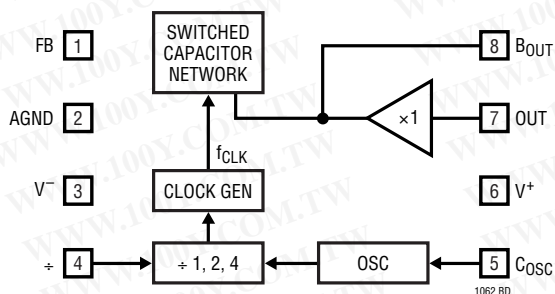 SWITCHED
CAPACITOR
NETWORK
FB 1
8 BOUT
AGND 2
×1
7 OUT
fCLK
V⁻ 3
CLOCK GEN
6 V⁺
÷ 4
÷ 1, 2, 4
OSC
5 COSC
1062 BD
WWW.100Y.COM.TW